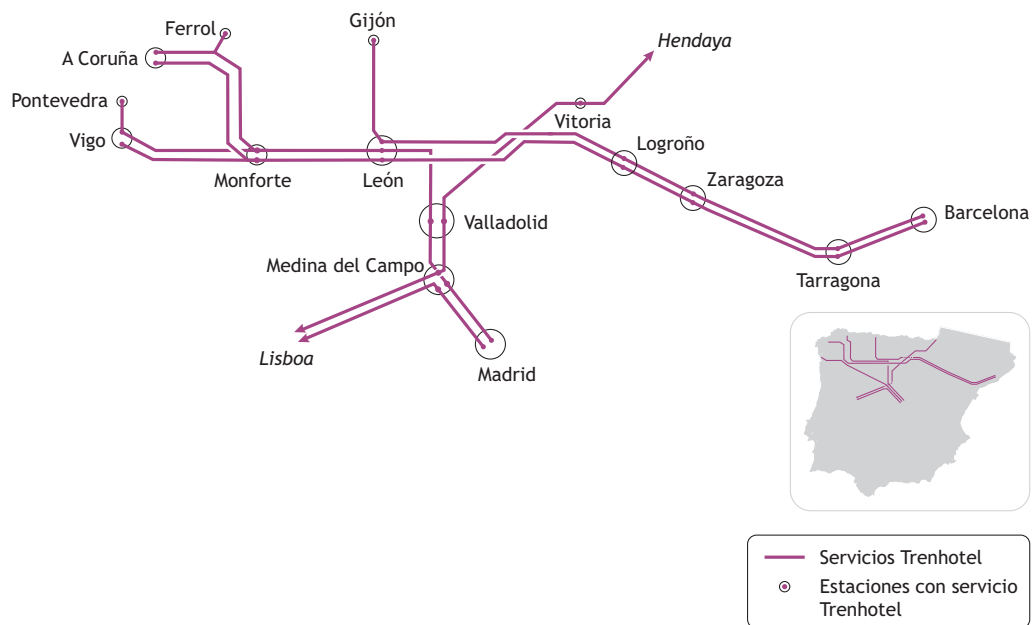 Gijón
Ferrol
Hendaya
A Coruña
Pontevedra
Vitoria
Vigo
Logroño
Monforte
León
Zaragoza
Barcelona
Valladolid
Medina del Campo
Tarragona
Lisboa
Madrid
Servicios Trenhotel
Estaciones con servicio
Trenhotel